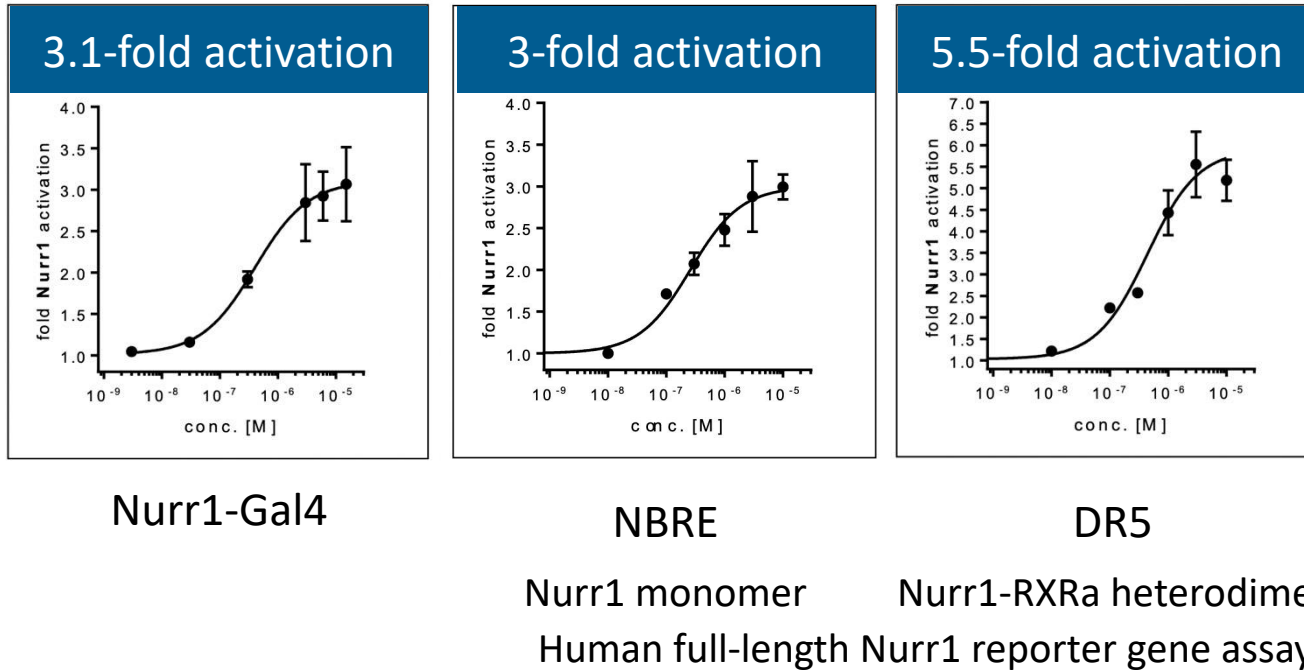 3.1-fold activation
4.0
3.5
3.0
2.5
2.0
1.5
1.0
fold Nurr1 activation
10⁻⁹ 10⁻⁸ 10⁻⁷ 10⁻⁶ 10⁻⁵
conc. [M]
Nurr1-Gal4
3-fold activation
4.0
3.5
3.0
2.5
2.0
1.5
1.0
fold Nurr1 activation
10⁻⁹ 10⁻⁸ 10⁻⁷ 10⁻⁶ 10⁻⁵
conc. [M]
NBRE
Nurr1 monomer
5.5-fold activation
7.0
6.5
6.0
5.5
5.0
4.5
4.0
3.5
3.0
2.5
2.0
1.5
1.0
fold Nurr1 activation
10⁻⁹ 10⁻⁸ 10⁻⁷ 10⁻⁶ 10⁻⁵
conc. [M]
DR5
Nurr1-RXRa heterodime
Human full-length Nurr1 reporter gene assay